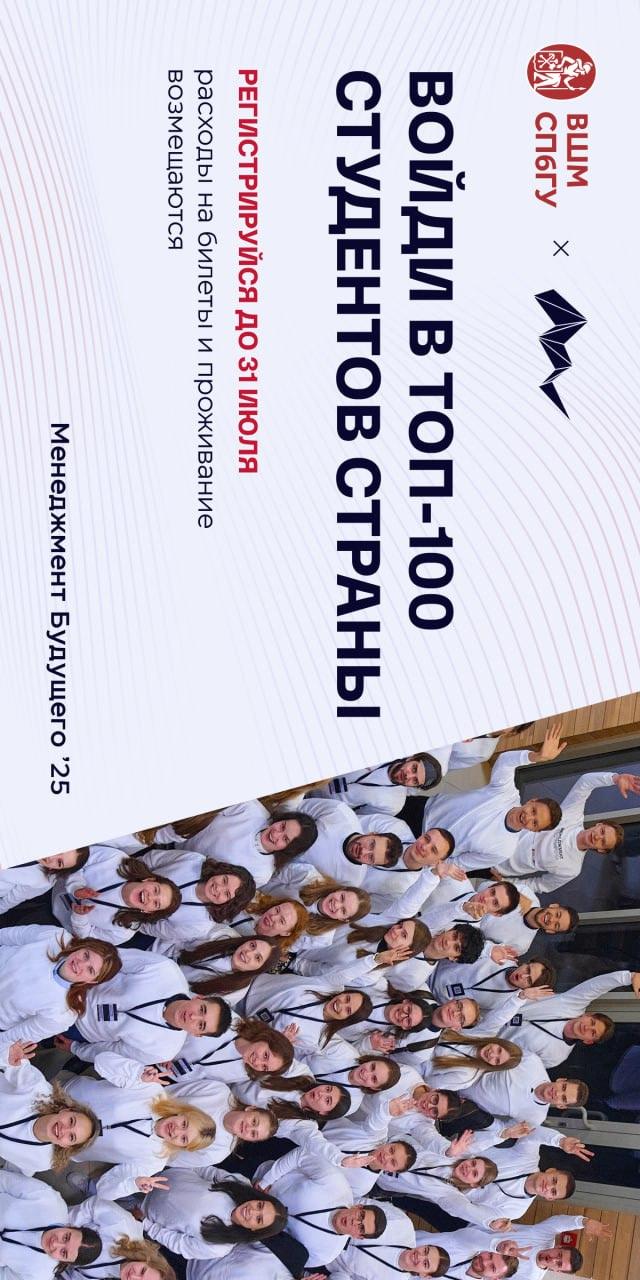 ВШМ
СПбГУ
×
ВОЙДИ В ТОП-100
СТУДЕНТОВ СТРАНЫ
РЕГИСТРИРУЙСЯ ДО 31 ИЮЛЯ
расходы на билеты и проживание
возмещаются
Менеджмент Будущего ’25